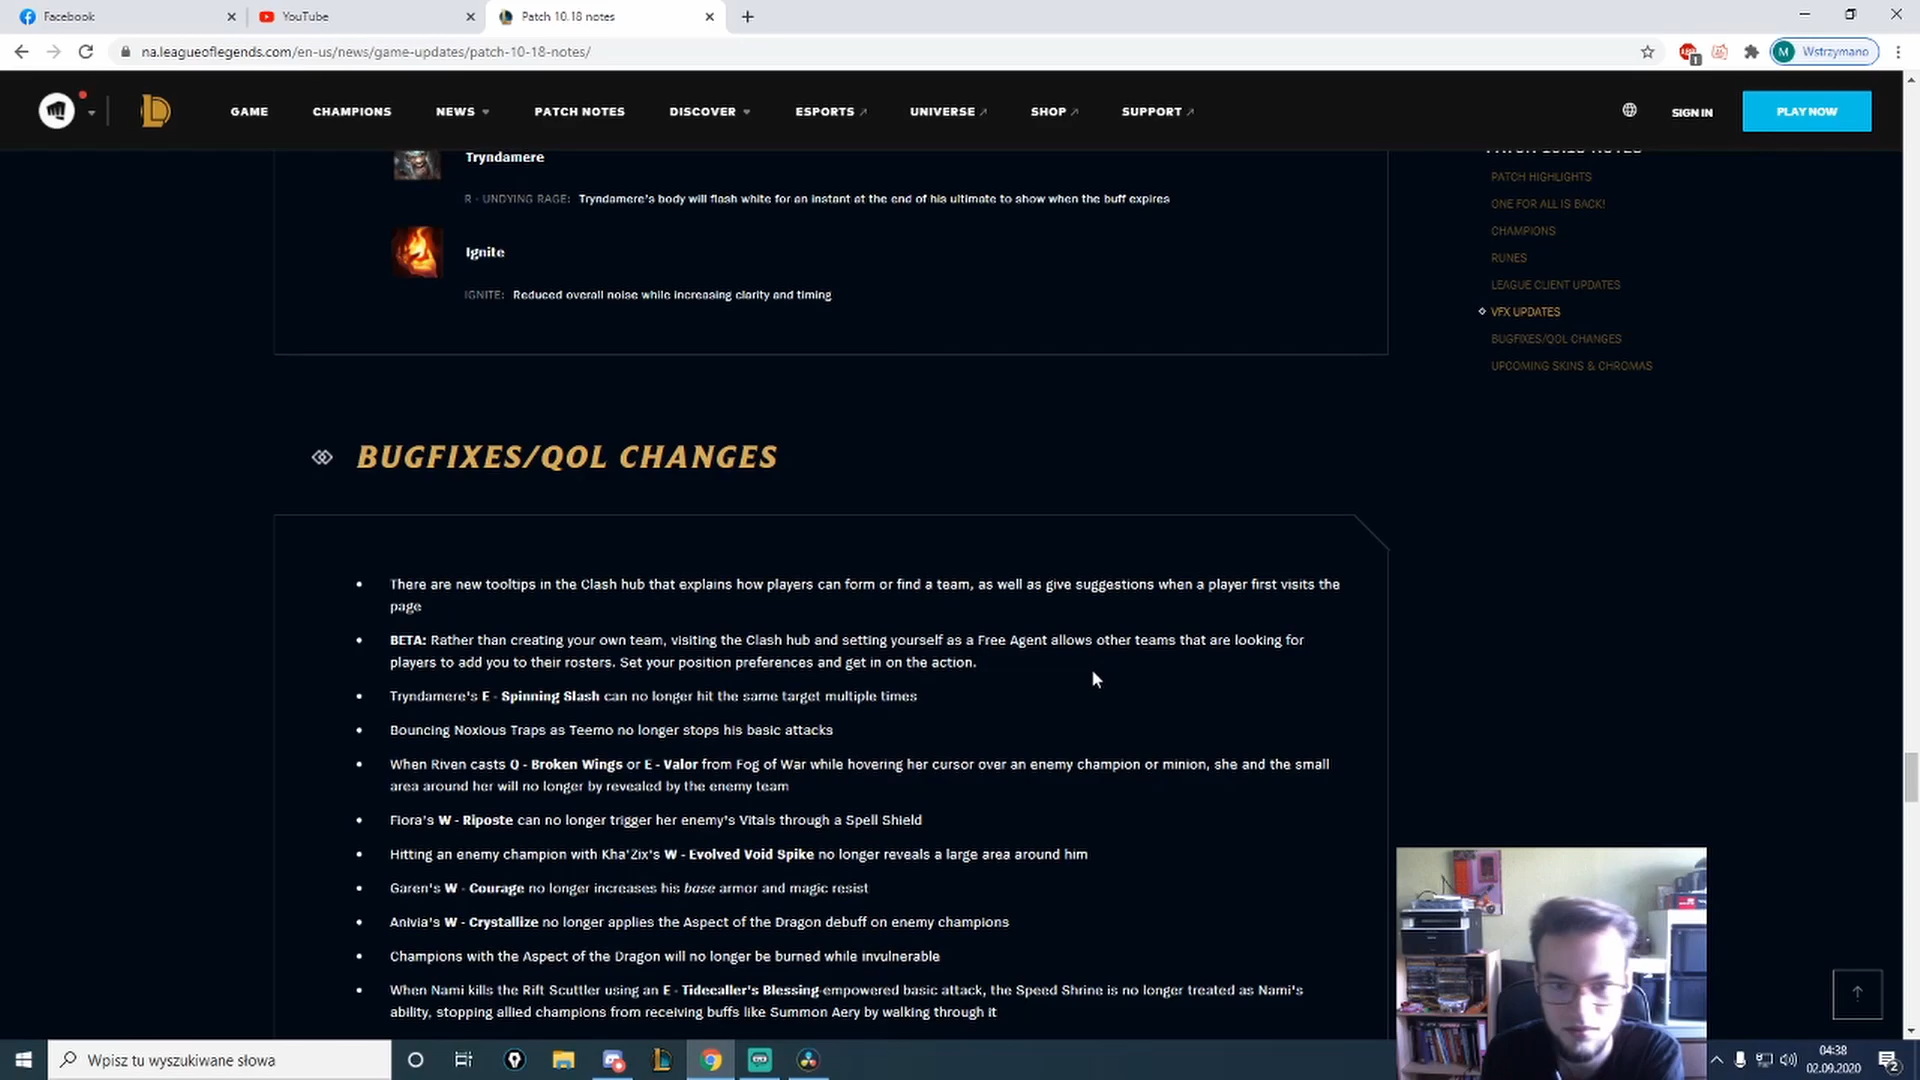 Facebook
YouTube
Patch 10.18 notes
na.leagueoflegends.com/en-us/news/game-updates/patch-10-18-notes/
1
M Wstrzymano
GAME CHAMPIONS NEWS PATCH NOTES DISCOVER ESPORTS UNIVERSE SHOP SUPPORT SIGN IN PLAY NOW
PATCH 10.18 NOTES
PATCH HIGHLIGHTS
ONE FOR ALL IS BACK!
CHAMPIONS
RUNES
LEAGUE CLIENT UPDATES
VFX UPDATES
BUGFIXES/QOL CHANGES
UPCOMING SKINS & CHROMAS
Tryndamere
R - UNDYING RAGE: Tryndamere's body will flash white for an instant at the end of his ultimate to show when the buff expires
Ignite
IGNITE: Reduced overall noise while increasing clarity and timing
BUGFIXES/QOL CHANGES
• There are new tooltips in the Clash hub that explains how players can form or find a team, as well as give suggestions when a player first visits the
page
• BETA: Rather than creating your own team, visiting the Clash hub and setting yourself as a Free Agent allows other teams that are looking for
players to add you to their rosters. Set your position preferences and get in on the action.
• Tryndamere's E - Spinning Slash can no longer hit the same target multiple times
• Bouncing Noxious Traps as Teemo no longer stops his basic attacks
• When Riven casts Q - Broken Wings or E - Valor from Fog of War while hovering her cursor over an enemy champion or minion, she and the small
area around her will no longer by revealed by the enemy team
• Fiora's W - Riposte can no longer trigger her enemy's Vitals through a Spell Shield
• Hitting an enemy champion with Kha'Zix's W - Evolved Void Spike no longer reveals a large area around him
• Garen's W - Courage no longer increases his base armor and magic resist
• Anivia's W - Crystallize no longer applies the Aspect of the Dragon debuff on enemy champions
• Champions with the Aspect of the Dragon will no longer be burned while invulnerable
• When Nami kills the Rift Scuttler using an E - Tidecaller's Blessing-empowered basic attack, the Speed Shrine is no longer treated as Nami's
ability, stopping allied champions from receiving buffs like Summon Aery by walking through it
Wpisz tu wyszukiwane słowa
04:38
02.09.2020
2